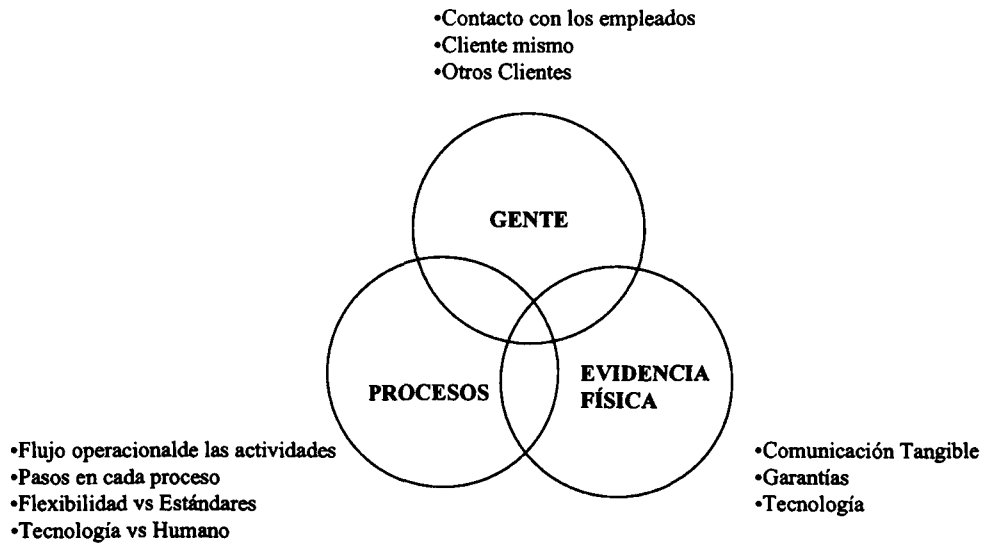 •Contacto con los empleados
•Cliente mismo
•Otros Clientes
GENTE
PROCESOS
EVIDENCIA
FÍSICA
•Flujo operacionalde las actividades
•Pasos en cada proceso
•Flexibilidad vs Estándares
•Tecnología vs Humano
•Comunicación Tangible
•Garantías
•Tecnología